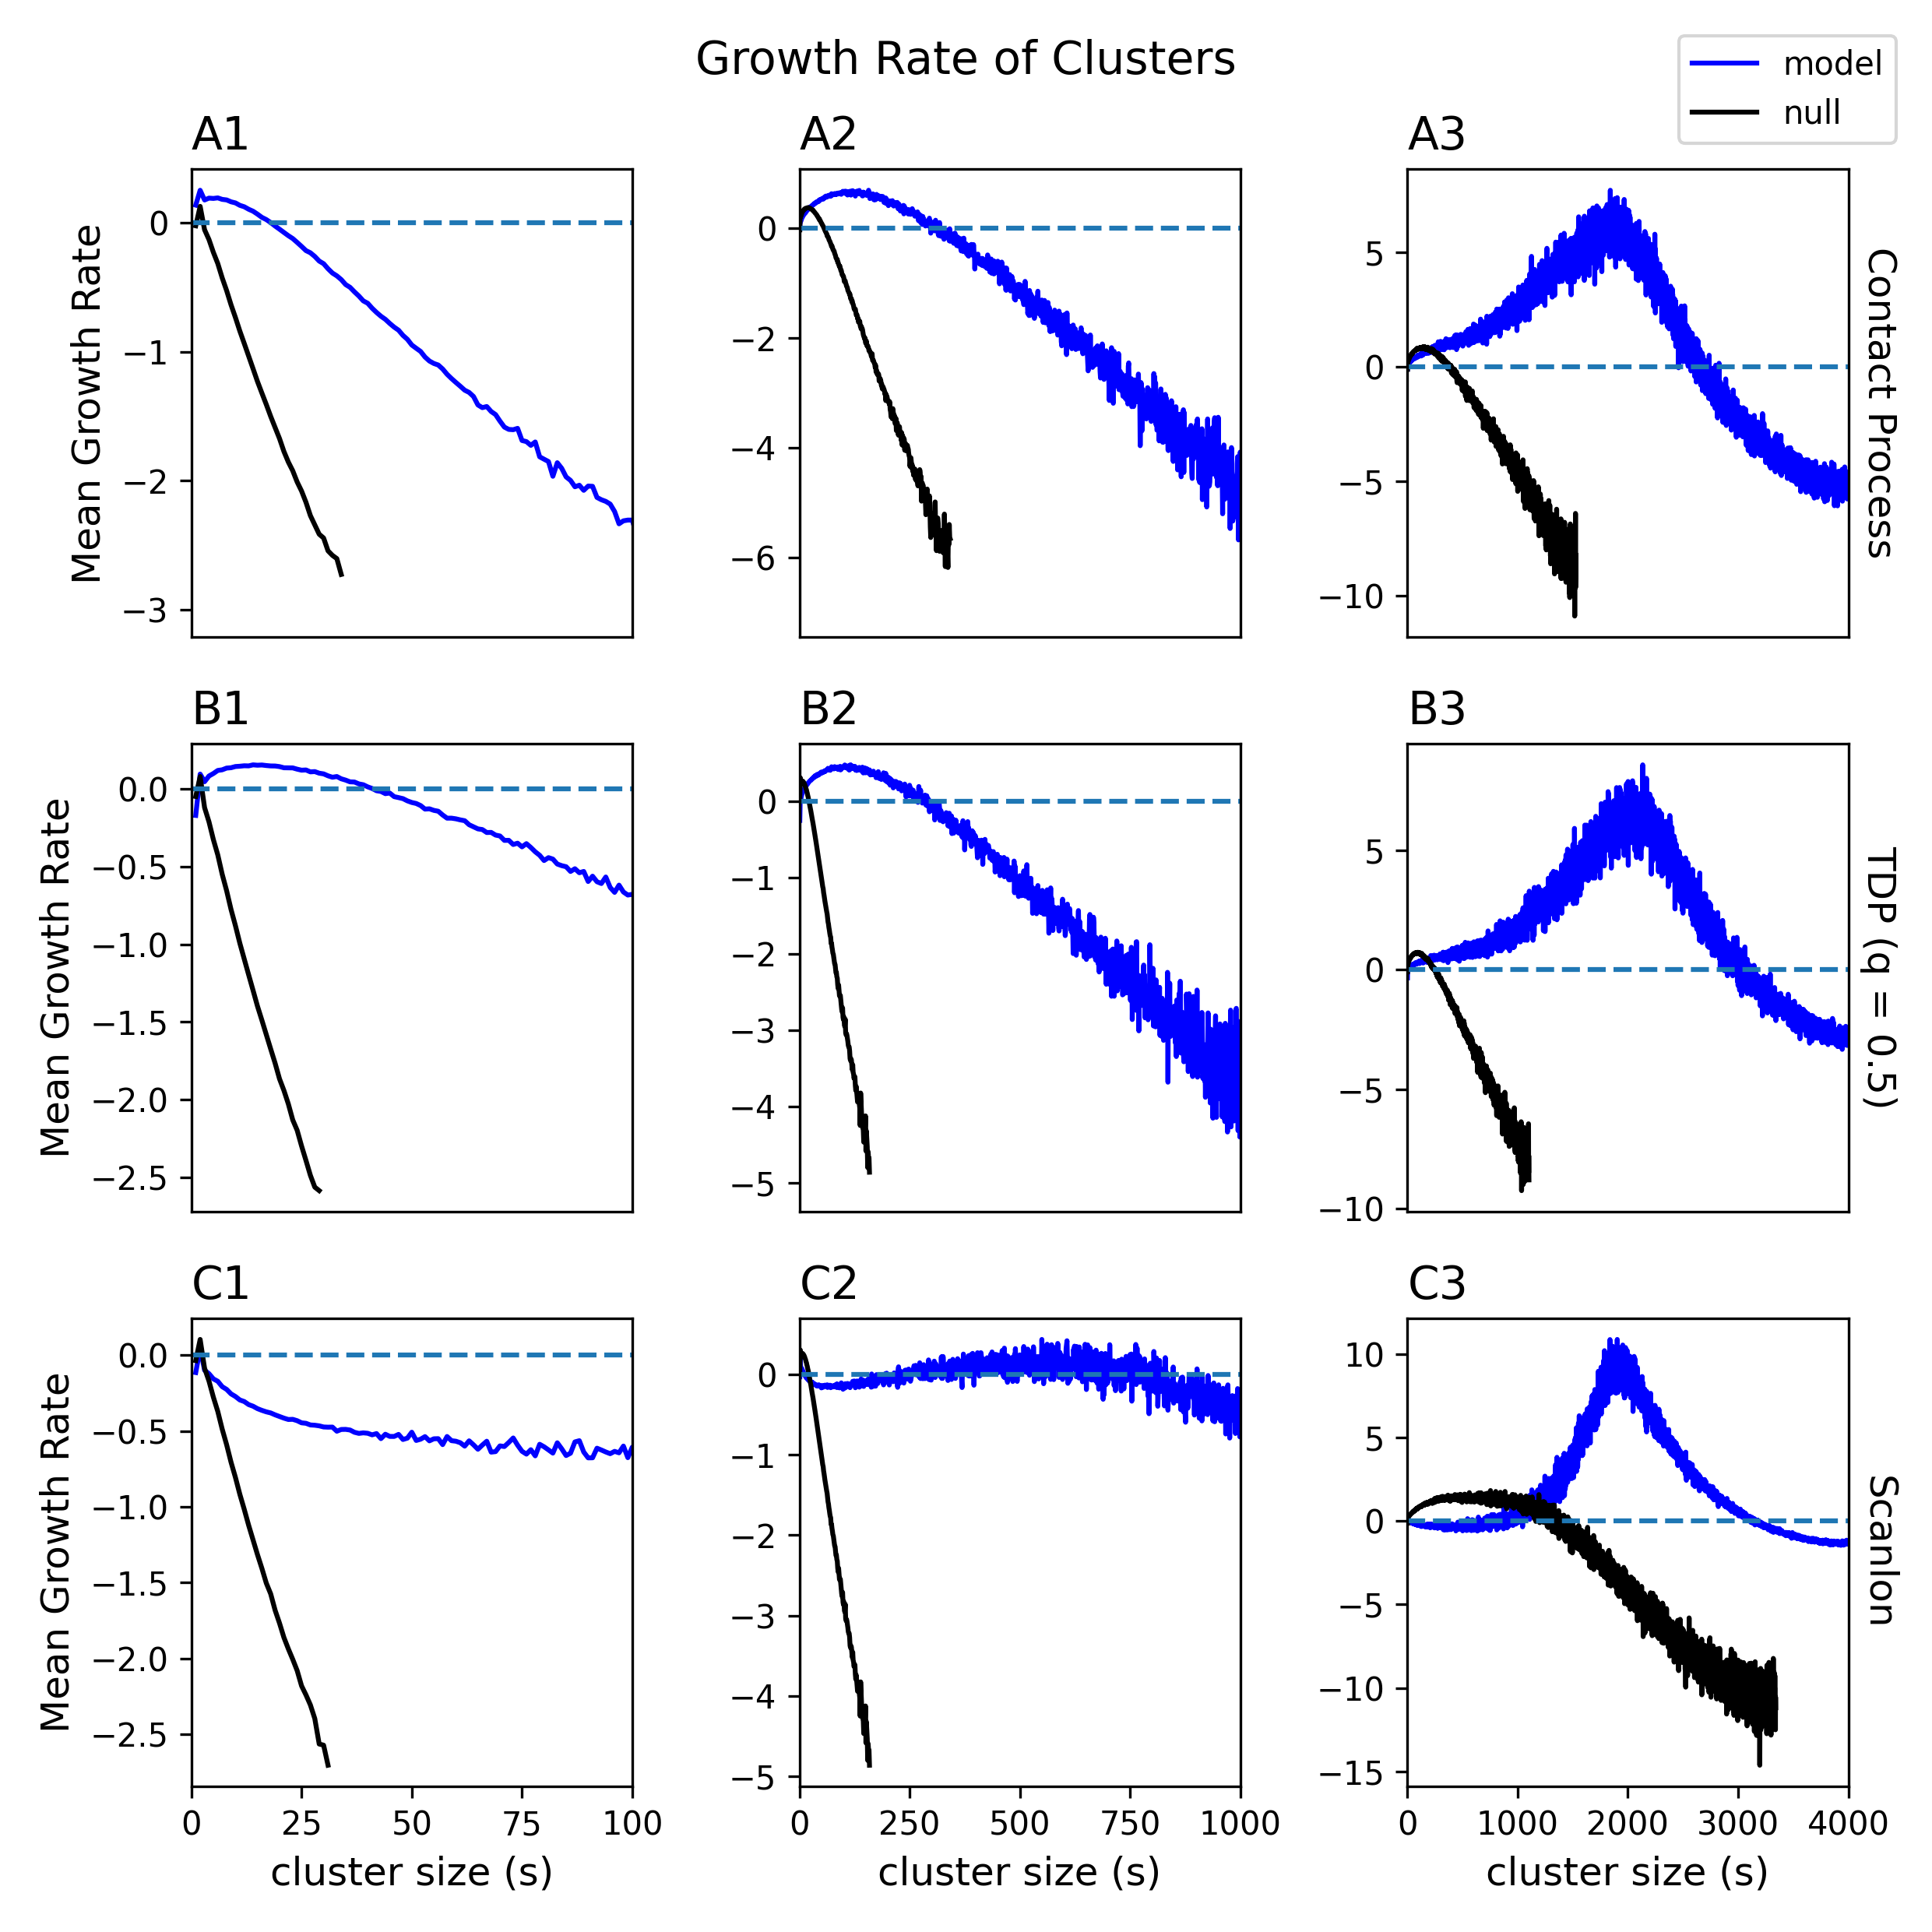 Growth Rate of Clusters
model
null
A1
A2
A3
0
−1
−2
−3
Mean Growth Rate
0
−2
−4
−6
5
0
−5
−10
Contact Process
B1
B2
B3
0.0
−0.5
−1.0
−1.5
−2.0
−2.5
Mean Growth Rate
0
−1
−2
−3
−4
−5
5
0
−5
−10
TDP (q = 0.5)
C1
C2
C3
0.0
−0.5
−1.0
−1.5
−2.0
−2.5
Mean Growth Rate
0
−1
−2
−3
−4
−5
10
5
0
−5
−10
−15
Scanlon
0 25 50 75 100
0 250 500 750 1000
0 1000 2000 3000 4000
cluster size (s)
cluster size (s)
cluster size (s)